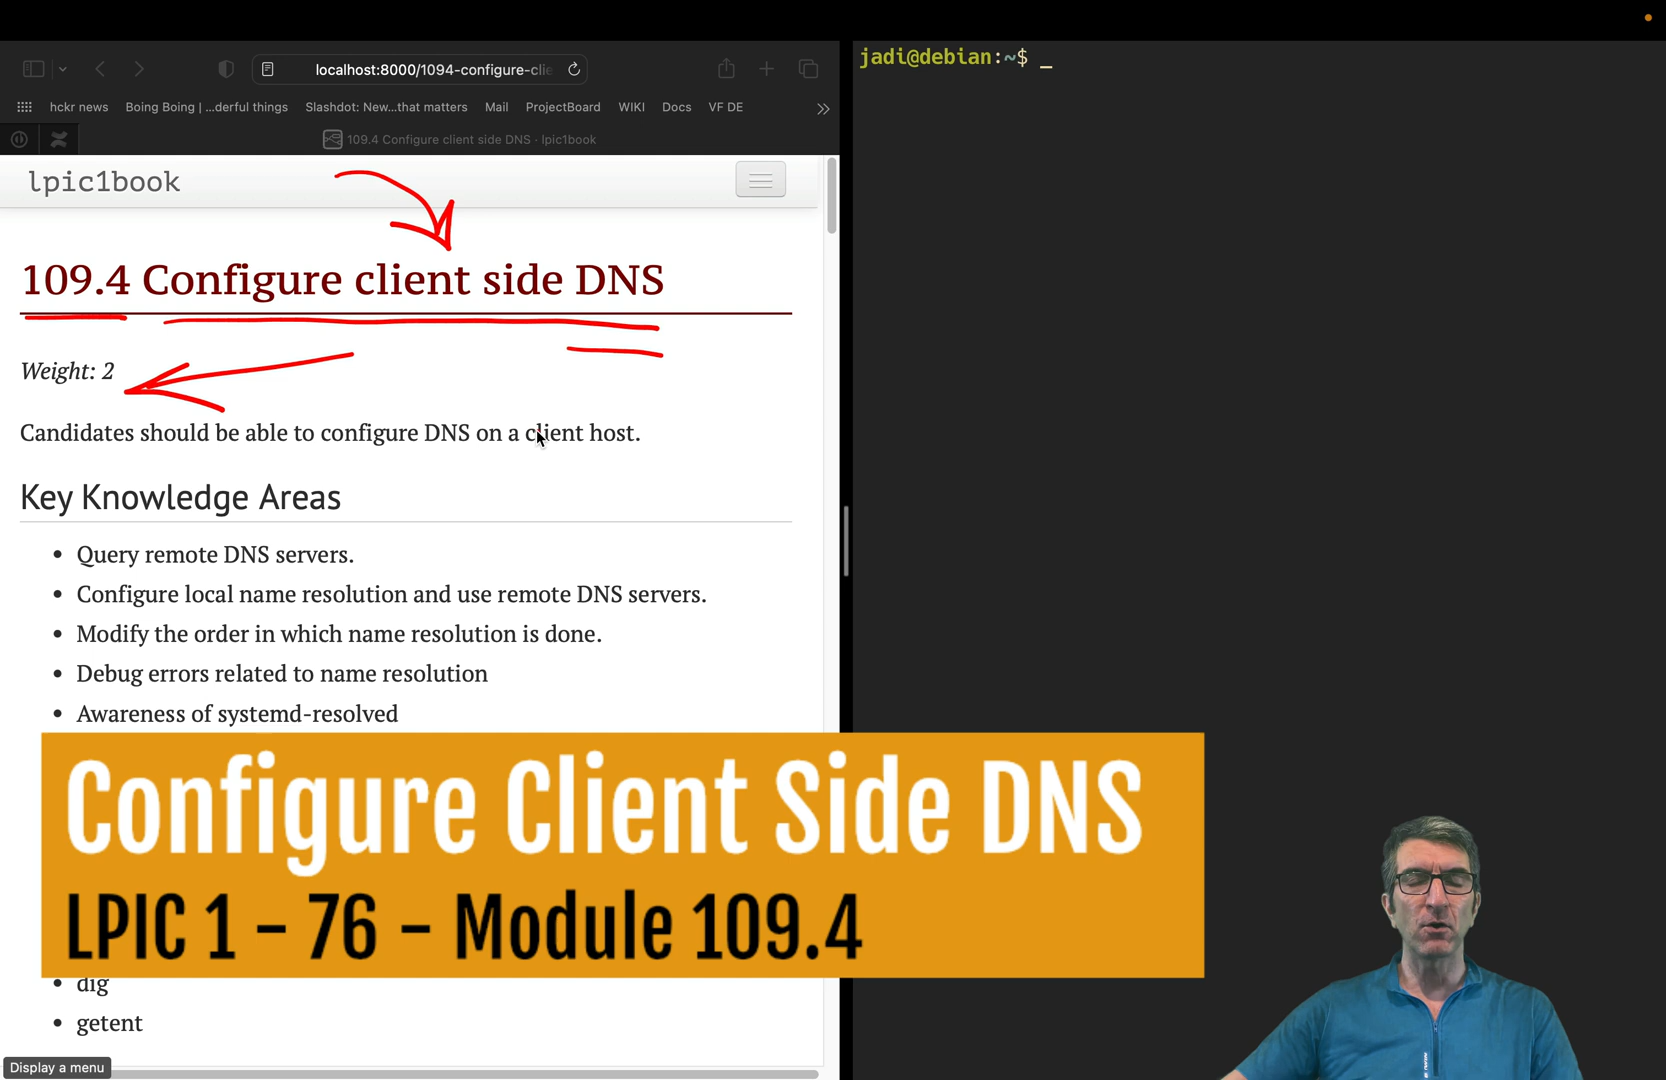 localhost:8000/1094-configure-clie
hckr news
Boing Boing | ...derful things
Slashdot: New...that matters
Mail
ProjectBoard
WIKI
Docs
VF DE
109.4 Configure client side DNS · lpic1book
lpic1book
109.4 Configure client side DNS
Weight: 2
Candidates should be able to configure DNS on a client host.
Key Knowledge Areas
• Query remote DNS servers.
• Configure local name resolution and use remote DNS servers.
• Modify the order in which name resolution is done.
• Debug errors related to name resolution
• Awareness of systemd-resolved
Configure Client Side DNS
LPIC 1 – 76 – Module 109.4
• dig
• getent
Display a menu
jadi@debian:~$ _